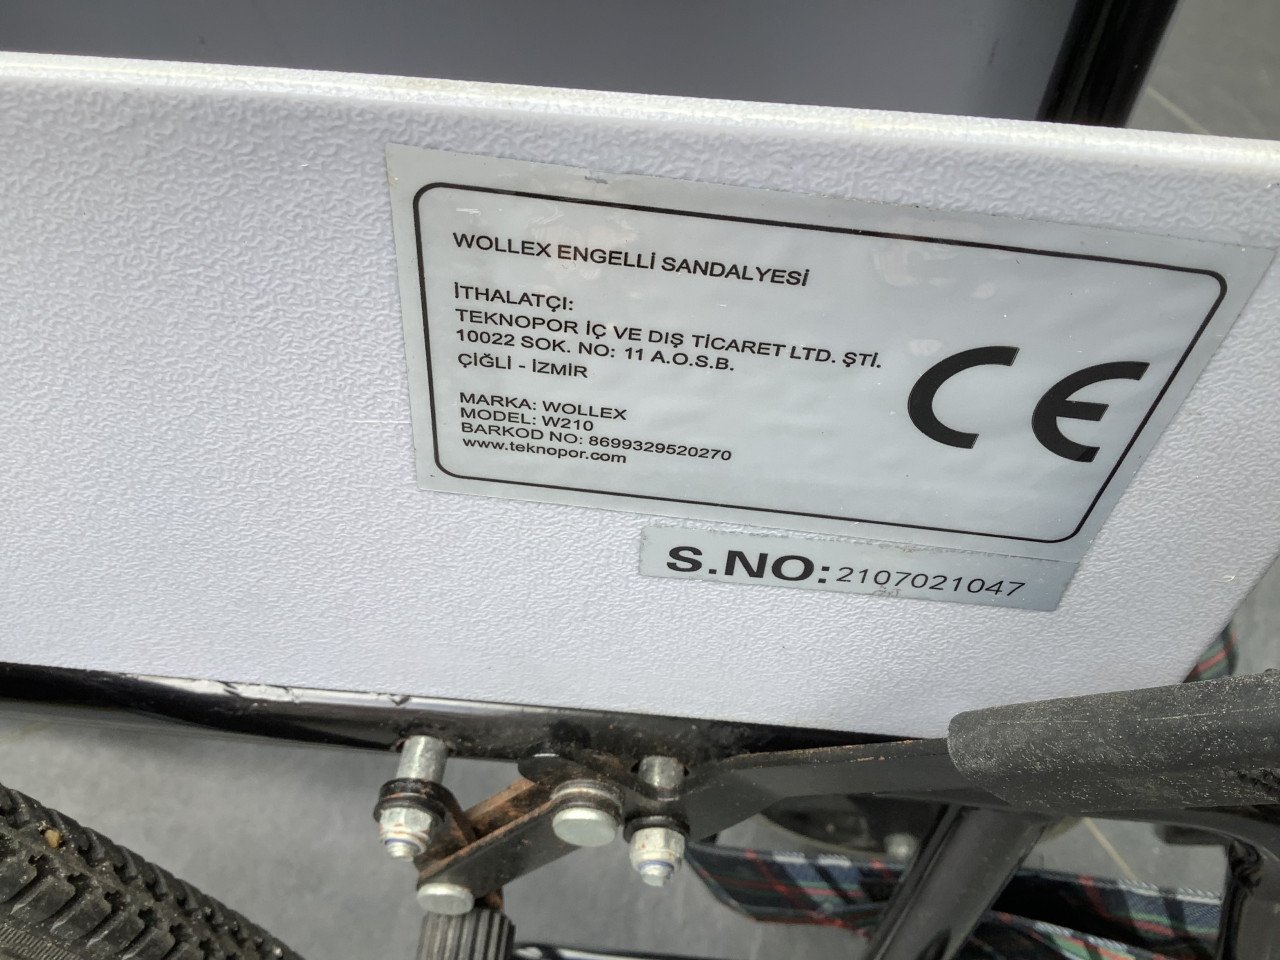 WOLLEX ENGELLİ SANDALYESİ
İTHALATÇI:
TEKNOPOR İÇ VE DIŞ TİCARET LTD. ŞTİ.
10022 SOK. NO: 11 A.O.S.B.
ÇİĞLİ - İZMİR
MARKA: WOLLEX
MODEL: W210
BARKOD NO: 8699329520270
www.teknopor.com
CE
S.NO: 2107021047